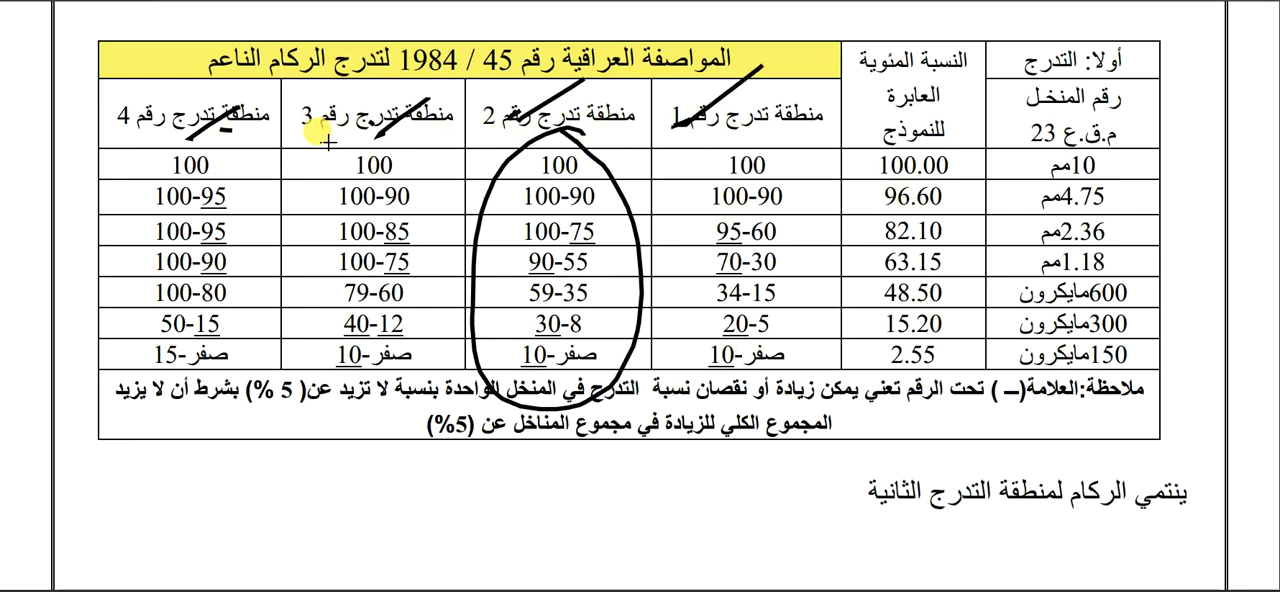 أولا: التدرج النسبة المئوية العابرة للنموذج المواصفة العراقية رقم 45 / 1984 لتدرج الركام الناعم
رقم المنخل م.ق.ع 23 منطقة تدرج رقم 1 منطقة تدرج رقم 2 منطقة تدرج رقم 3 منطقة تدرج رقم 4
10مم 100.00 100 100 100 100
4.75مم 96.60 100-90 100-90 100-90 100-95
2.36مم 82.10 95-60 100-75 100-85 100-95
1.18مم 63.15 70-30 90-55 100-75 100-90
600مايكرون 48.50 34-15 59-35 79-60 100-80
300مايكرون 15.20 20-5 30-8 40-12 50-15
150مايكرون 2.55 10-صفر 10-صفر 10-صفر 15-صفر
ملاحظة:العلامة(ــ ) تحت الرقم تعني يمكن زيادة أو نقصان نسبة التدرج في المنخل الواحدة بنسبة لا تزيد عن( 5 %) بشرط أن لا يزيد
المجموع الكلي للزيادة في مجموع المناخل عن (5%)
ينتمي الركام لمنطقة التدرج الثانية